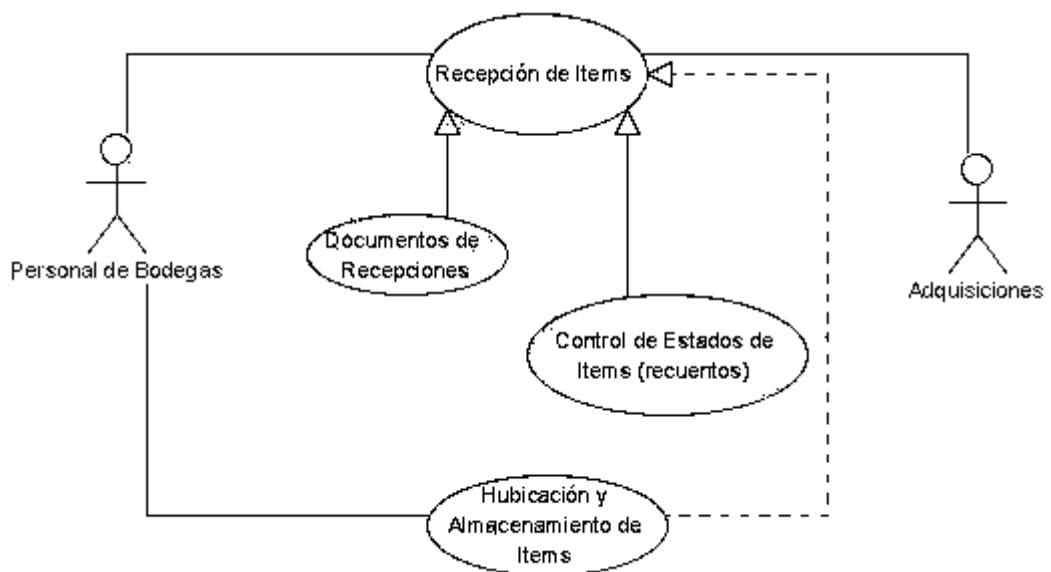 Recepción de Items
Documentos de
Recepciones
Personal de Bodegas
Adquisiciones
Control de Estados de
Items (recuentos)
Hubicación y
Almacenamiento de
Items